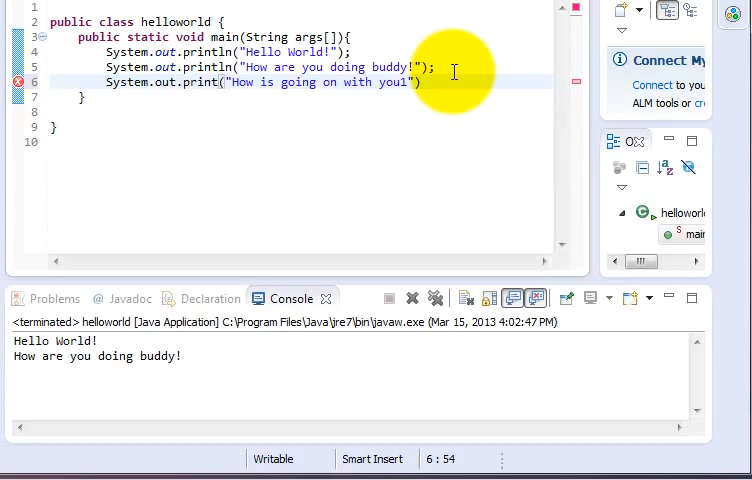 1
2 public class helloworld {
3 public static void main(String args[]){
4 System.out.println("Hello World!");
5 System.out.println("How are you doing buddy!");
6 System.out.print("How is going on with you1")
7 }
8
9 }
10
Connect My
Connect to you
ALM tools or cre
O
helloworl
S main
Problems @ Javadoc Declaration Console
<terminated> helloworld [Java Application] C:\Program Files\Java\jre7\bin\javaw.exe (Mar 15, 2013 4:02:47 PM)
Hello World!
How are you doing buddy!
Writable Smart Insert 6 : 54